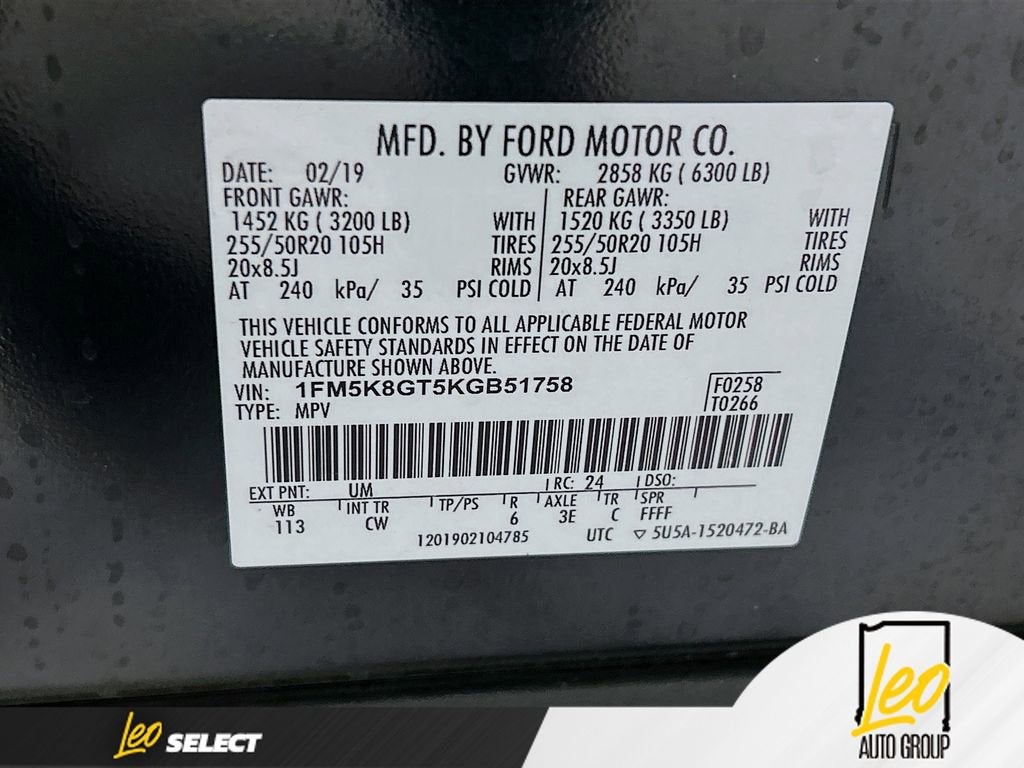 MFD. BY FORD MOTOR CO.
DATE: 02/19 GVWR: 2858 KG ( 6300 LB)
FRONT GAWR: REAR GAWR:
1452 KG ( 3200 LB) WITH 1520 KG ( 3350 LB) WITH
255/50R20 105H TIRES 255/50R20 105H TIRES
20x8.5J RIMS 20x8.5J RIMS
AT 240 kPa/ 35 PSI COLD AT 240 kPa/ 35 PSI COLD
THIS VEHICLE CONFORMS TO ALL APPLICABLE FEDERAL MOTOR
VEHICLE SAFETY STANDARDS IN EFFECT ON THE DATE OF
MANUFACTURE SHOWN ABOVE.
VIN: 1FM5K8GT5KGB51758 F0258
TYPE: MPV T0266
EXT PNT: UM RC: 24 DSO:
WB INT TR TP/PS R AXLE TR SPR
113 CW 6 3E C FFFF
1201902104785 UTC ▽ 5U5A-1520472-BA
Leo SELECT
Leo
AUTO GROUP